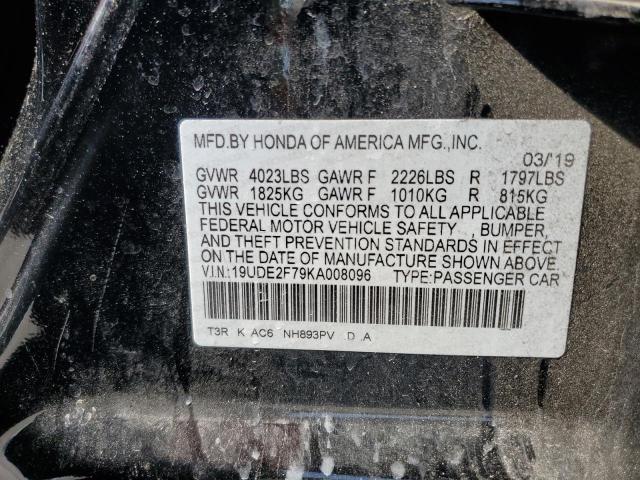 MFD.BY HONDA OF AMERICA MFG.,INC.
03/'19
GVWR 4023LBS GAWR F 2226LBS R 1797LBS
GVWR 1825KG GAWR F 1010KG R 815KG
THIS VEHICLE CONFORMS TO ALL APPLICABLE
FEDERAL MOTOR VEHICLE SAFETY , BUMPER,
AND THEFT PREVENTION STANDARDS IN EFFECT
ON THE DATE OF MANUFACTURE SHOWN ABOVE.
V.I.N.:19UDE2F79KA008096 TYPE:PASSENGER CAR
T3R K AC6 NH893PV D .A